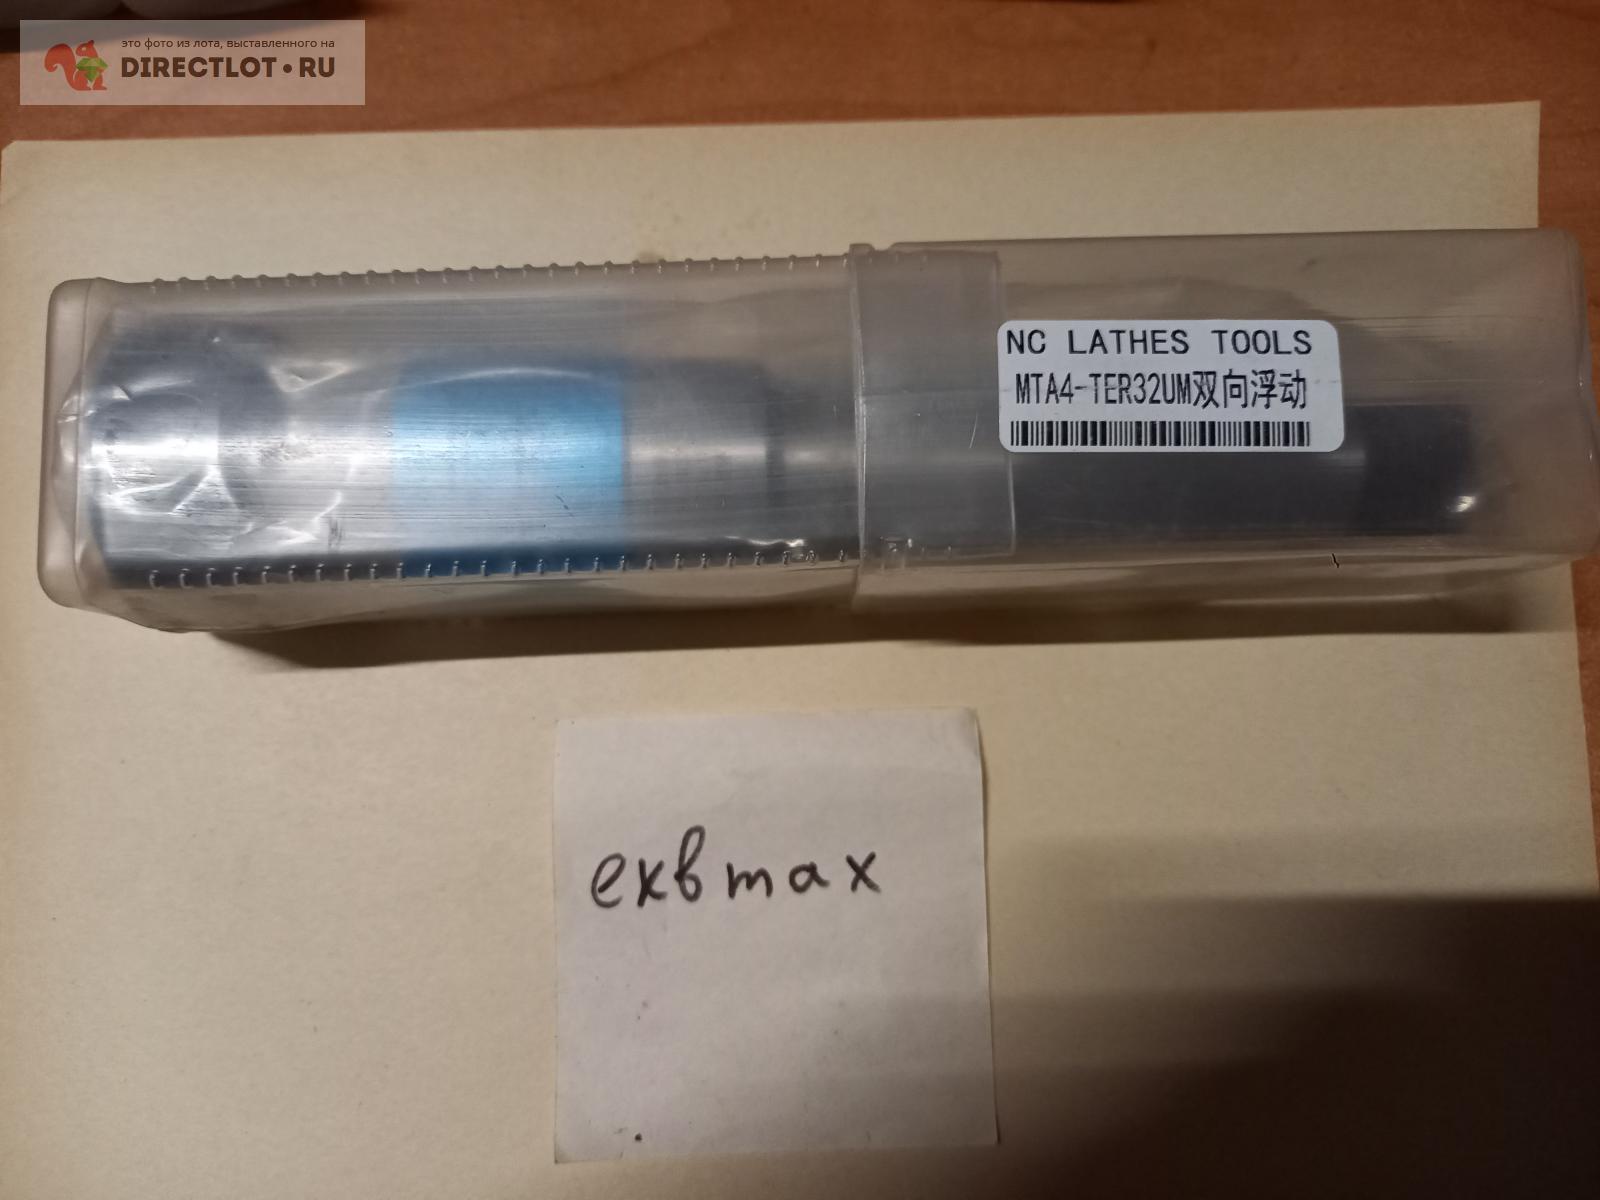 это фото из лота, выставленного на
DIRECTLOT•RU
NC LATHES TOOLS
MTA4-TER32UM双向浮动
exbmax